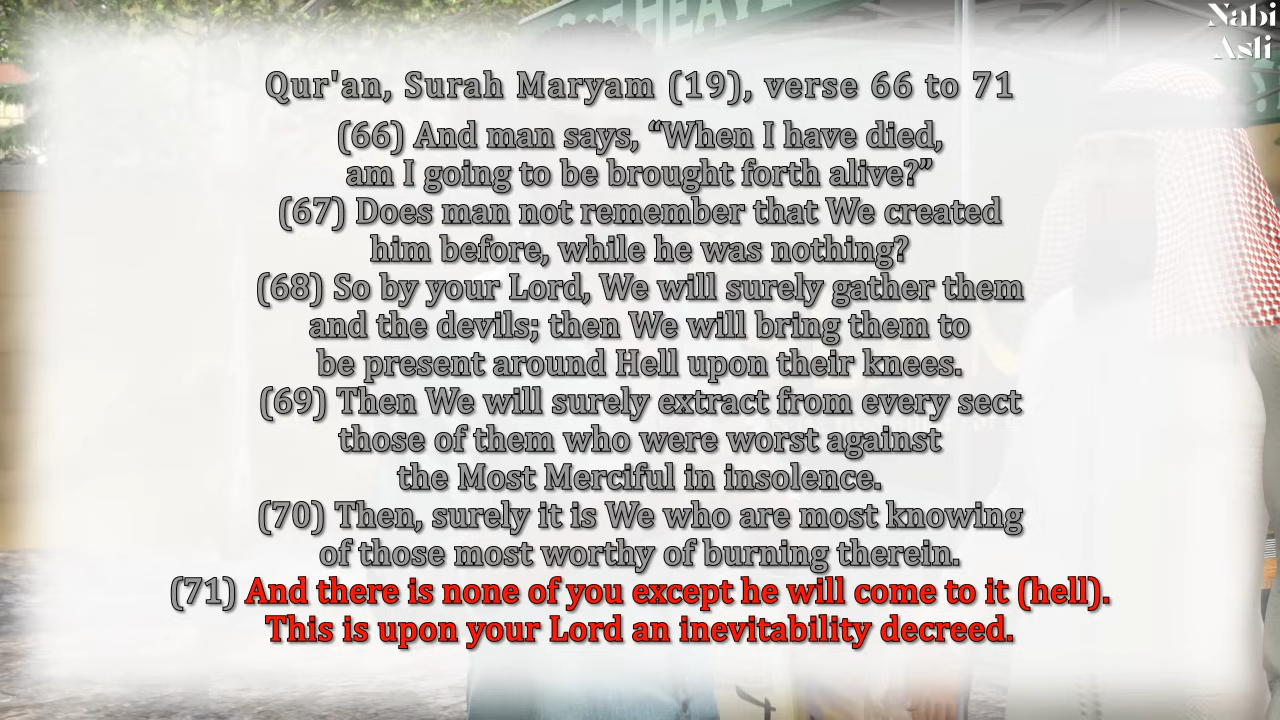 Nabi
Asli
HEAVE
Qur'an, Surah Maryam (19), verse 66 to 71
(66) And man says, “When I have died,
am I going to be brought forth alive?”
(67) Does man not remember that We created
him before, while he was nothing?
(68) So by your Lord, We will surely gather them
and the devils; then We will bring them to
be present around Hell upon their knees.
(69) Then We will surely extract from every sect
those of them who were worst against
the Most Merciful in insolence.
(70) Then, surely it is We who are most knowing
of those most worthy of burning therein.
(71) And there is none of you except he will come to it (hell).
This is upon your Lord an inevitability decreed.